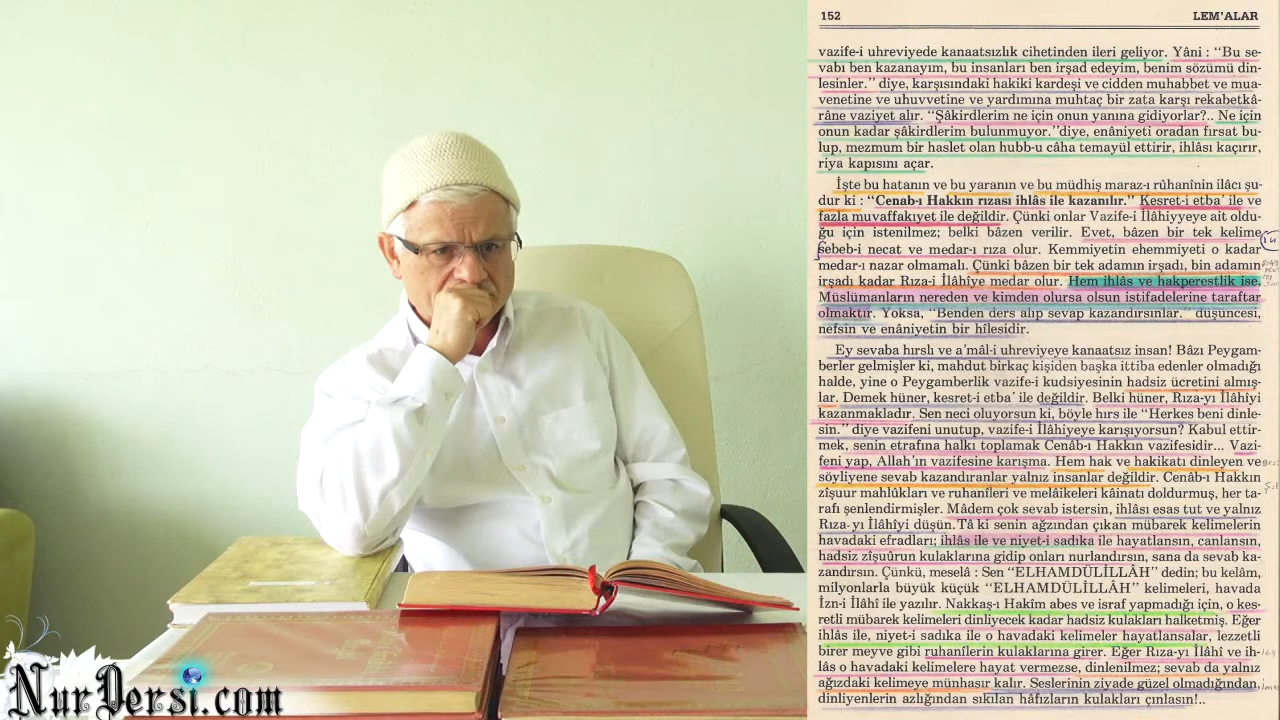 152
LEM'ALAR
vazife-i uhreviyede kanaatsızlık cihetinden ileri geliyor. Yâni : "Bu se-
vabı ben kazanayım, bu insanları ben irşad edeyim, benim sözümü din-
lesinler." diye, karşısındaki hakiki kardeşi ve cidden muhabbet ve mua-
venetine ve uhuvvetine ve yardımına muhtaç bir zata karşı rekabetkâ-
râne vaziyet alır. "Şâkirdlerim ne için onun yanına gidiyorlar?.. Ne için
onun kadar şâkirdlerim bulunmuyor."diye, enâniyeti oradan fırsat bu-
lup, mezmum bir haslet olan hubb-u câha temayül ettirir, ihlâsı kaçırır,
riya kapısını açar.
İşte bu hatanın ve bu yaranın ve bu müdhiş maraz-ı rûhanînin ilâcı şu-
dur ki : "Cenab-ı Hakkın rızası ihlâs ile kazanılır." Kesret-i etba' ile ve
fazla muvaffakıyet ile değildir. Çünki onlar Vazife-i İlâhiyyeye ait oldu-
ğu için istenilmez; belki bâzen verilir. Evet, bâzen bir tek kelime
sebeb-i necat ve medar-ı rıza olur. Kemmiyetin ehemmiyeti o kadar
medar-ı nazar olmamalı. Çünki bâzen bir tek adamın irşadı, bin adamın
irşadı kadar Rıza-i İlâhîye medar olur. Hem ihlâs ve hakperestlik ise,
Müslümanların nereden ve kimden olursa olsun istifadelerine taraftar
olmaktır. Yoksa, "Benden ders alıp sevap kazandırsınlar." düşüncesi,
nefsin ve enâniyetin bir hîlesidir.
Ey sevaba hırslı ve a'mâl-i uhreviyeye kanaatsız insan! Bâzı Peygam-
berler gelmişler ki, mahdut birkaç kişiden başka ittiba edenler olmadığı
halde, yine o Peygamberlik vazife-i kudsiyesinin hadsiz ücretini almış-
lar. Demek hüner, kesret-i etba' ile değildir. Belki hüner, Rıza-yı İlâhîyi
kazanmakladır. Sen neci oluyorsun ki, böyle hırs ile "Herkes beni dinle-
sin." diye vazifeni unutup, vazife-i İlâhiyeye karışıyorsun? Kabul ettir-
mek, senin etrafına halkı toplamak Cenâb-ı Hakkın vazifesidir... Vazi-
feni yap, Allah'ın vazifesine karışma. Hem hak ve hakikatı dinleyen ve
söyliyene sevab kazandıranlar yalnız insanlar değildir. Cenâb-ı Hakkın
zîşuur mahlûkları ve ruhanîleri ve melâikeleri kâinatı doldurmuş, her ta-
rafı şenlendirmişler. Mâdem çok sevab istersin, ihlâsı esas tut ve yalnız
Rıza-yı İlâhîyi düşün. Tâ ki senin ağzından çıkan mübarek kelimelerin
havadaki efradları; ihlâs ile ve niyet-i sadıka ile hayatlansın, canlansın,
hadsiz zîşuûrun kulaklarına gidip onları nurlandırsın, sana da sevab ka-
zandırsın. Çünkü, meselâ : Sen "ELHAMDÜLİLLÂH" dedin; bu kelâm,
milyonlarla büyük küçük "ELHAMDÜLİLLÂH" kelimeleri, havada
İzn-i İlâhî ile yazılır. Nakkaş-ı Hakîm abes ve israf yapmadığı için, o kes-
retli mübarek kelimeleri dinliyecek kadar hadsiz kulakları halketmiş. Eğer
ihlâs ile, niyet-i sadıka ile o havadaki kelimeler hayatlansalar, lezzetli
birer meyve gibi ruhanîlerin kulaklarına girer. Eğer Rıza-yı İlâhî ve ih-
lâs o havadaki kelimelere hayat vermezse, dinlenilmez; sevab da yalnız
ağızdaki kelimeye münhasır kalır. Seslerinin ziyade güzel olmadığından,
dinliyenlerin azlığından sıkılan hâfızların kulakları çınlasın!..
NurDersi.com